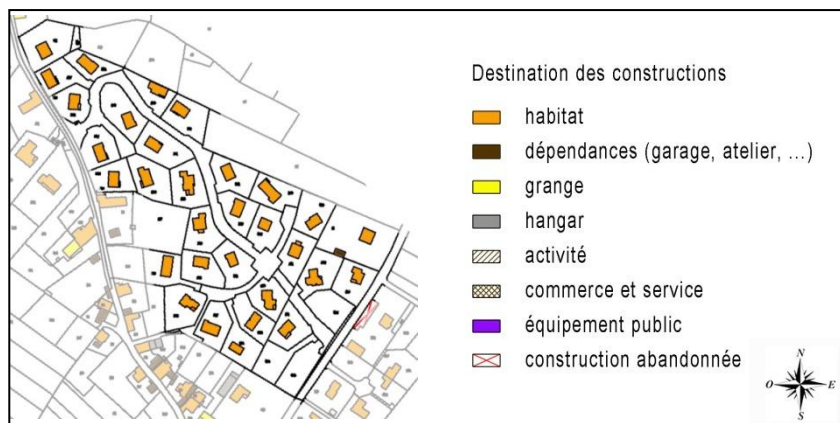 Destination des constructions
habitat
dépendances (garage, atelier, ...)
grange
hangar
activité
commerce et service
équipement public
construction abandonnée
N
O
E
S